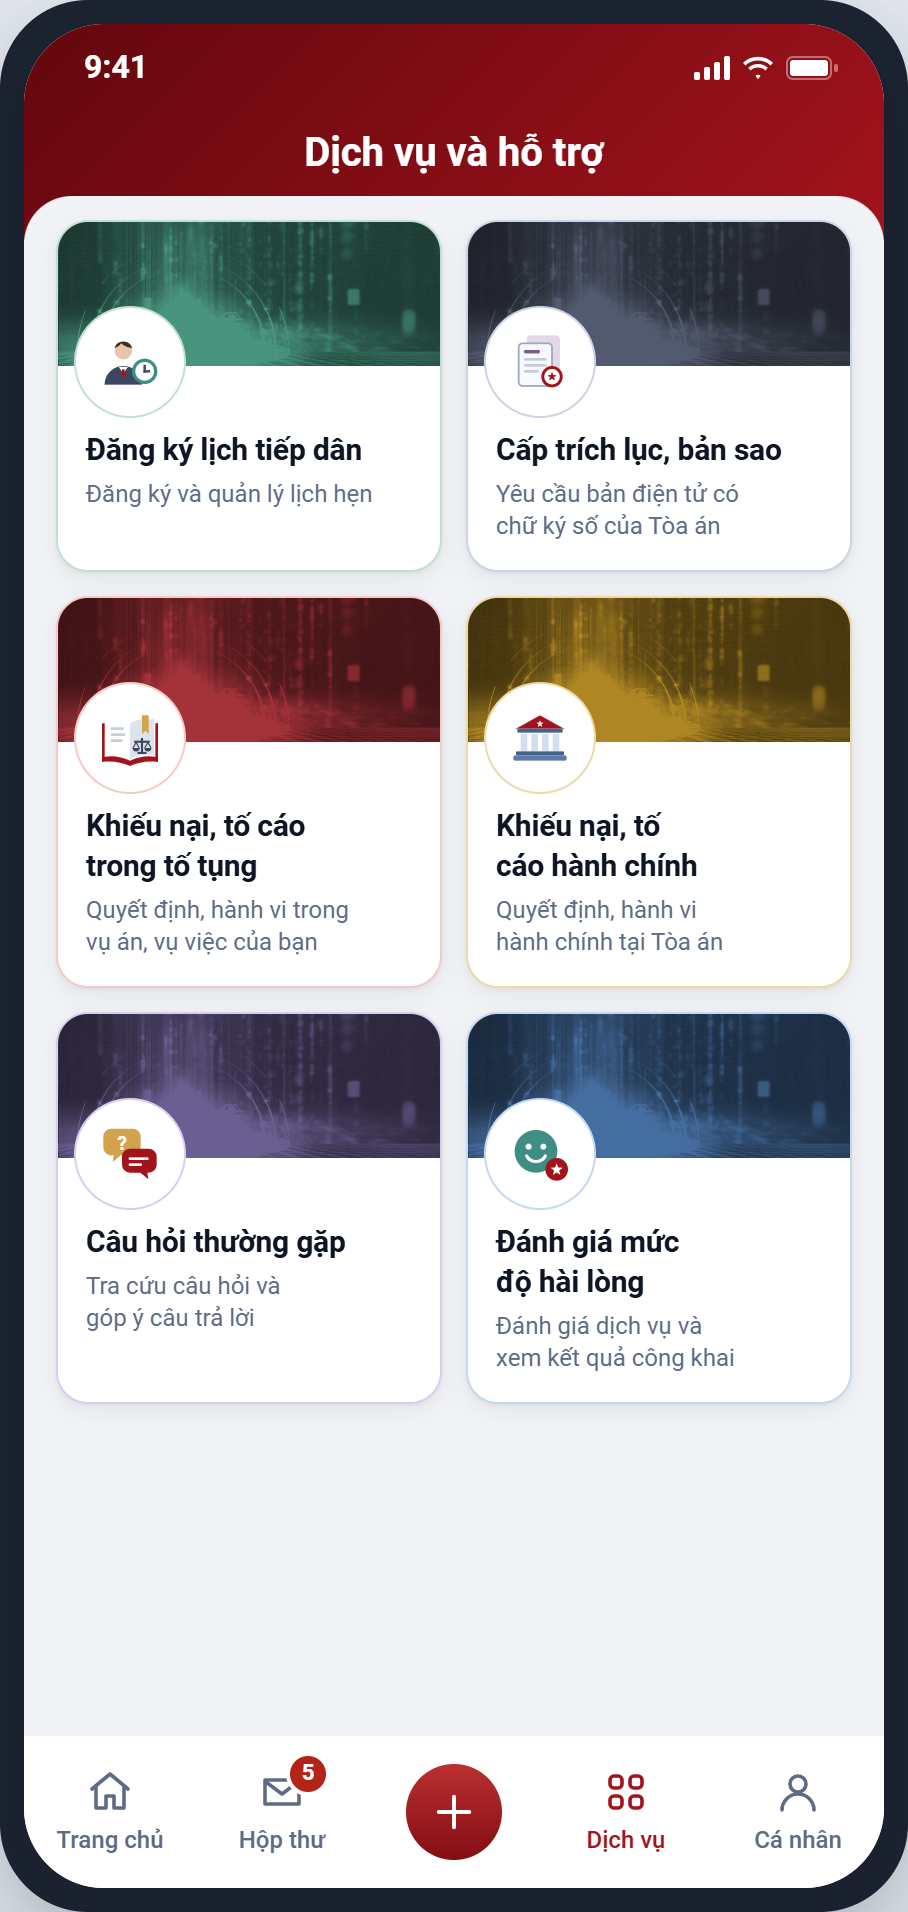 9:41
Dịch vụ và hỗ trợ
Đăng ký lịch tiếp dân
Đăng ký và quản lý lịch hẹn
Cấp trích lục, bản sao
Yêu cầu bản điện tử có
chữ ký số của Tòa án
Khiếu nại, tố cáo
trong tố tụng
Quyết định, hành vi trong
vụ án, vụ việc của bạn
Khiếu nại, tố
cáo hành chính
Quyết định, hành vi
hành chính tại Tòa án
?
Câu hỏi thường gặp
Tra cứu câu hỏi và
góp ý câu trả lời
Đánh giá mức
độ hài lòng
Đánh giá dịch vụ và
xem kết quả công khai
Trang chủ
5
Hộp thư
Dịch vụ
Cá nhân